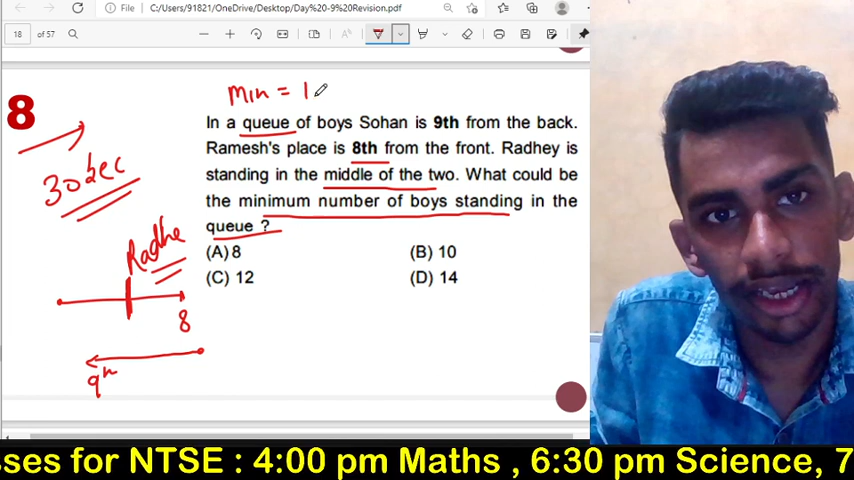 File | C:/Users/91821/OneDrive/Desktop/Day%20-9%20Revision.pdf
18 of 57
8
Min = 1
30 Sec
In a queue of boys Sohan is 9th from the back.
Ramesh's place is 8th from the front. Radhey is
standing in the middle of the two. What could be
the minimum number of boys standing in the
queue ?
(A) 8 (B) 10
(C) 12 (D) 14
Radhe
8
9th
sses for NTSE : 4:00 pm Maths , 6:30 pm Science, 7